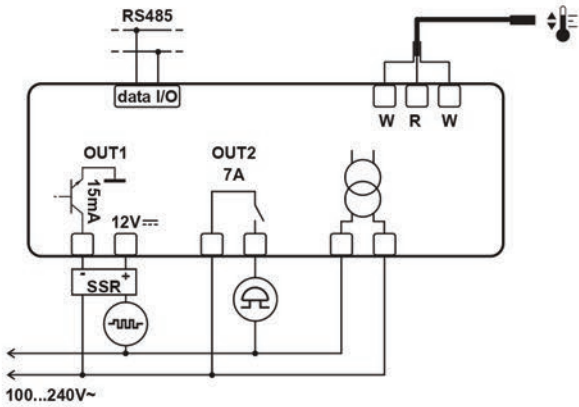 RS485
data I/O
W R W
OUT1
OUT2
7A
15mA
12V
- +
SSR
100...240V~